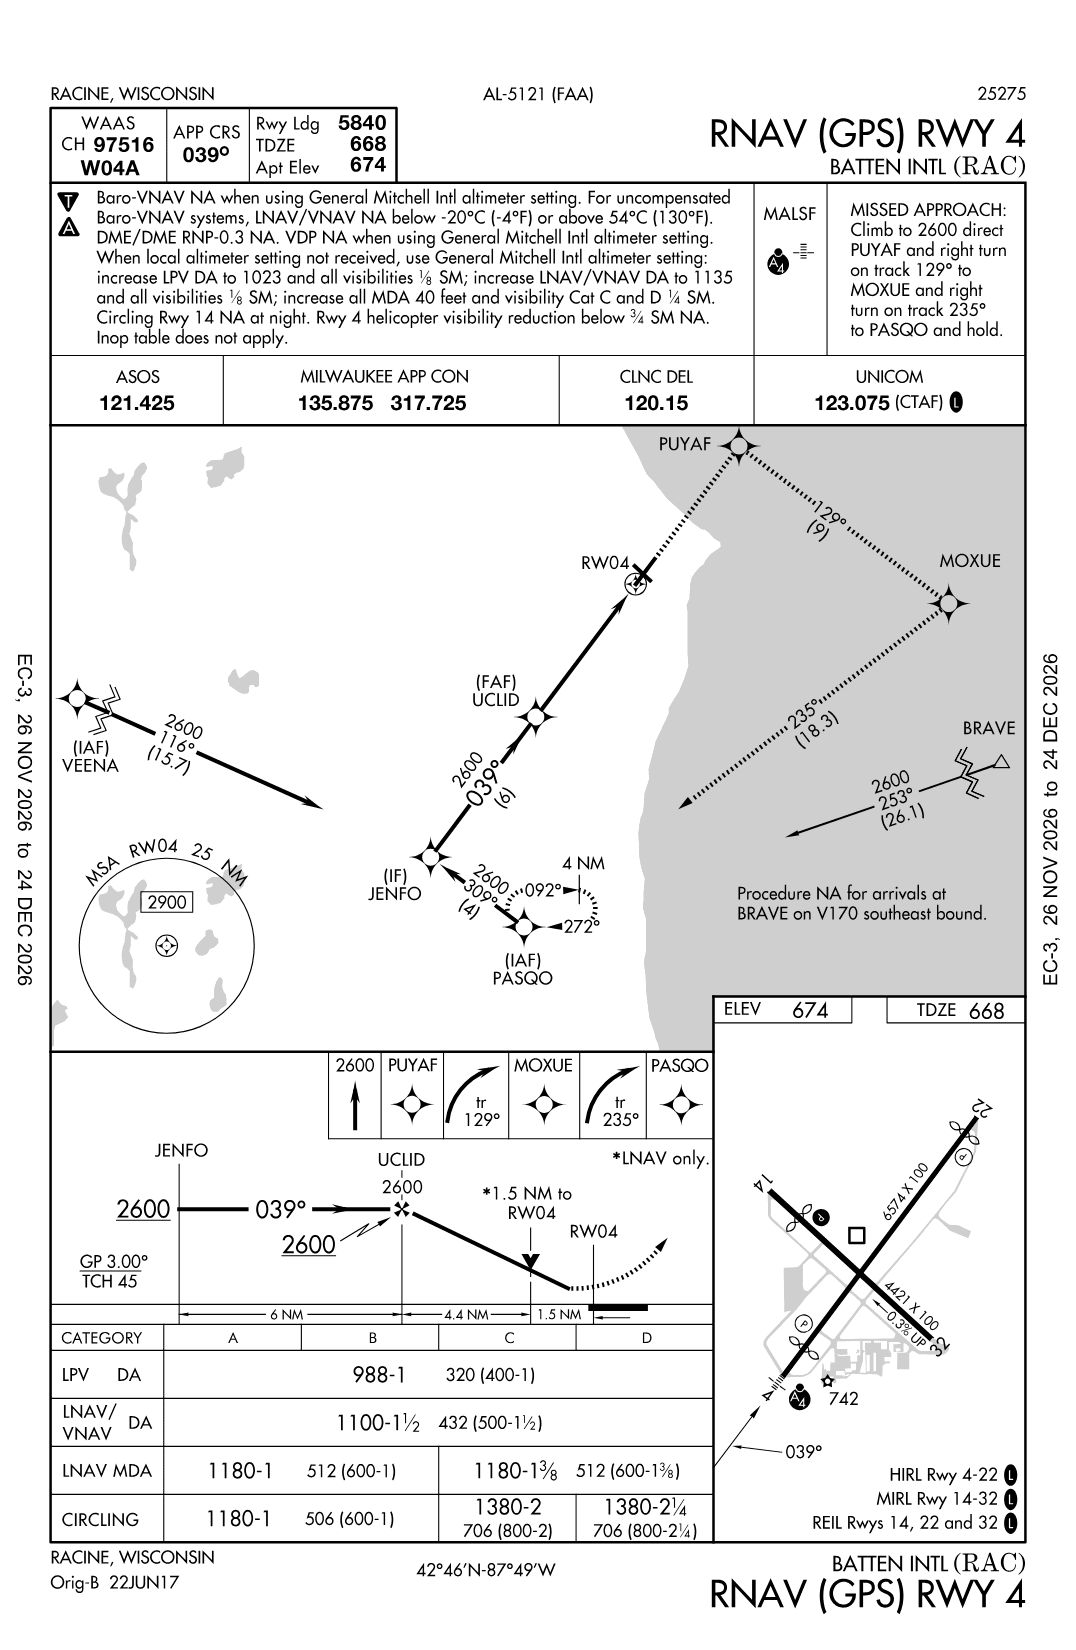 RACINE, WISCONSIN
AL-5121 (FAA)
25275
WAAS
CH 97516
W04A
APP CRS
039°
Rwy Ldg 5840
TDZE 668
Apt Elev 674
RNAV (GPS) RWY 4
BATTEN INTL (RAC)
T
A
Baro-VNAV NA when using General Mitchell Intl altimeter setting. For uncompensated
Baro-VNAV systems, LNAV/VNAV NA below -20°C (-4°F) or above 54°C (130°F).
DME/DME RNP-0.3 NA. VDP NA when using General Mitchell Intl altimeter setting.
When local altimeter setting not received, use General Mitchell Intl altimeter setting:
increase LPV DA to 1023 and all visibilities ⅛ SM; increase LNAV/VNAV DA to 1135
and all visibilities ⅛ SM; increase all MDA 40 feet and visibility Cat C and D ¼ SM.
Circling Rwy 14 NA at night. Rwy 4 helicopter visibility reduction below ¾ SM NA.
Inop table does not apply.
MALSF
A4
MISSED APPROACH:
Climb to 2600 direct
PUYAF and right turn
on track 129° to
MOXUE and right
turn on track 235°
to PASQO and hold.
ASOS
121.425
MILWAUKEE APP CON
135.875 317.725
CLNC DEL
120.15
UNICOM
123.075 (CTAF) L
PUYAF
129°
(9)
RW04
MOXUE
(FAF)
UCLID
235°
(18.3)
BRAVE
2600
253°
(26.1)
2600
116°
(15.7)
(IAF)
VEENA
2600
039°
(6)
(IF)
JENFO
2600
309°
(4)
4 NM
092°
272°
(IAF)
PASQO
MSA RW04 25 NM
2900
Procedure NA for arrivals at
BRAVE on V170 southeast bound.
EC-3, 26 NOV 2026 to 24 DEC 2026
EC-3, 26 NOV 2026 to 24 DEC 2026
ELEV 674
TDZE 668
22
P
6574 X 100
14
P
4421 X 100
0.3% UP
32
P
4
A4
742
039°
HIRL Rwy 4-22 L
MIRL Rwy 14-32 L
REIL Rwys 14, 22 and 32 L
2600
PUYAF
tr
129°
MOXUE
tr
235°
PASQO
JENFO
UCLID
2600
*LNAV only.
*1.5 NM to
RW04
RW04
2600
039°
2600
GP 3.00°
TCH 45
6 NM
4.4 NM
1.5 NM
CATEGORY A B C D
LPV DA 988-1 320 (400-1)
LNAV/
VNAV DA 1100-1½ 432 (500-1½)
LNAV MDA 1180-1 512 (600-1) 1180-1⅜ 512 (600-1⅜)
CIRCLING 1180-1 506 (600-1)
1380-2
706 (800-2)
1380-2¼
706 (800-2¼)
RACINE, WISCONSIN
Orig-B 22JUN17
42°46'N-87°49'W
BATTEN INTL (RAC)
RNAV (GPS) RWY 4